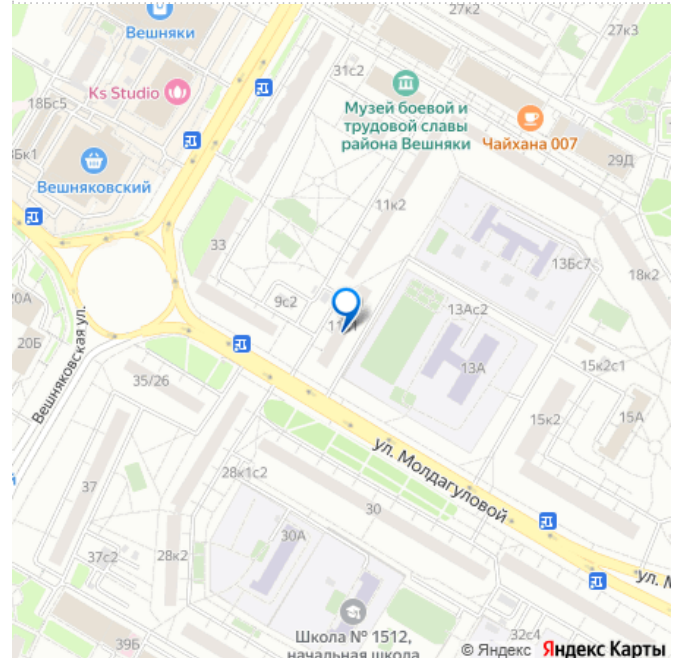 27к2
27к3
Вешняки
31с2
Ks Studio
18Бс5
Музей боевой и
трудовой славы
района Вешняки
Чайхана 007
29Д
Вешняковский
11к2
33
13Бс7
18к2
9с2
13Ас2
20Б
Вешняковская ул.
13А
15к2с1
35/26
15к2
15А
ул. Молдагуловой
28к1с2
37
30
30А
37с2
28к2
ул. М
Школа № 1512,
начальная школа
32с4
39Б
© Яндекс Яндекс Карты